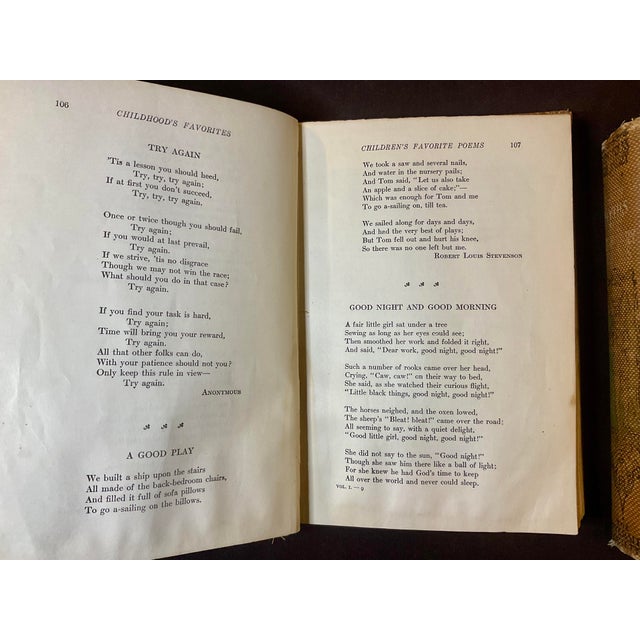 106
CHILDHOOD'S FAVORITES
TRY AGAIN
'Tis a lesson you should heed,
Try, try, try again;
If at first you don't succeed,
Try, try, try again.
Once or twice though you should fail,
Try again;
If you would at last prevail,
Try again.
If we strive, 'tis no disgrace
Though we may not win the race;
What should you do in that case?
Try again.
If you find your task is hard,
Try again;
Time will bring you your reward,
Try again.
All that other folks can do,
With your patience should not you?
Only keep this rule in view—
Try again.
ANONYMOUS
A GOOD PLAY
We built a ship upon the stairs
All made of the back-bedroom chairs,
And filled it full of sofa pillows
To go a-sailing on the billows.
CHILDREN'S FAVORITE POEMS 107
We took a saw and several nails,
And water in the nursery pails;
And Tom said, "Let us also take
An apple and a slice of cake;"—
Which was enough for Tom and me
To go a-sailing on, till tea.
We sailed along for days and days,
And had the very best of plays;
But Tom fell out and hurt his knee,
So there was no one left but me.
ROBERT LOUIS STEVENSON
GOOD NIGHT AND GOOD MORNING
A fair little girl sat under a tree
Sewing as long as her eyes could see;
Then smoothed her work and folded it right,
And said, "Dear work, good night, good night!"
Such a number of rooks came over her head,
Crying, "Caw, caw!" on their way to bed,
She said, as she watched their curious flight,
"Little black things, good night, good night!"
The horses neighed, and the oxen lowed,
The sheep's "Bleat! bleat!" came over the road;
All seeming to say, with a quiet delight,
"Good little girl, good night, good night!"
She did not say to the sun, "Good night!"
Though she saw him there like a ball of light;
For she knew he had God's time to keep
All over the world and never could sleep.
VOL. I. — 9